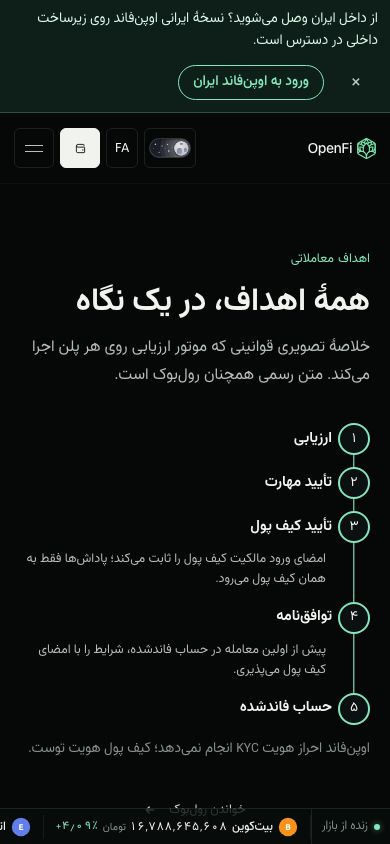 از داخل ایران وصل می‌شوید؟ نسخهٔ ایرانی اوپن‌فاند روی زیرساخت
داخلی در دسترس است.
ورود به اوپن‌فاند ایران
×
OpenFi
FA
اهداف معاملاتی
همهٔ اهداف، در یک نگاه
خلاصهٔ تصویری قوانینی که موتور ارزیابی روی هر پلن اجرا
می‌کند. متن رسمی همچنان رول‌بوک است.
۱ ارزیابی
۲ تأیید مهارت
۳ تأیید کیف پول
امضای ورود مالکیت کیف پول را ثابت می‌کند؛ پاداش‌ها فقط به
همان کیف پول می‌رود.
۴ توافق‌نامه
پیش از اولین معامله در حساب فاندشده، شرایط را با امضای
کیف پول می‌پذیری.
۵ حساب فاندشده
اوپن‌فاند احراز هویت KYC انجام نمی‌دهد؛ کیف پول هویت توست.
خواندن رول‌بوک ←
زنده از بازار B بیت‌کوین ۱۶,۷۸۸,۶۴۵,۶۰۸ تومان +۴٫۰۹٪